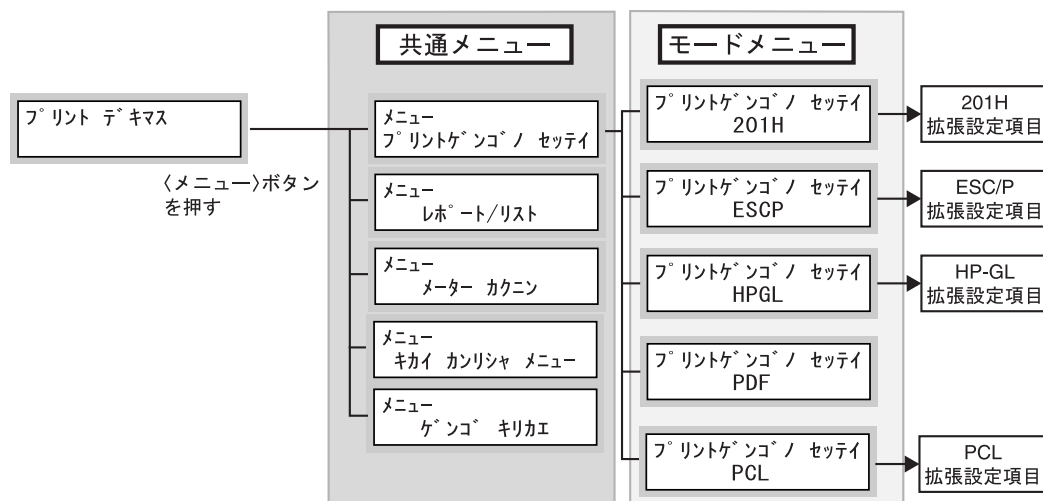 共通メニュー
モードメニュー
プリント デキマス
〈メニュー〉ボタン
を押す
メニュー
プリントゲンゴノ セッテイ
メニュー
レポート/リスト
メニュー
メーター カクニン
メニュー
キカイ カンリシャ メニュー
メニュー
ゲンゴ キリカエ
プリントゲンゴノ セッテイ
201H
プリントゲンゴノ セッテイ
ESCP
プリントゲンゴノ セッテイ
HPGL
プリントゲンゴノ セッテイ
PDF
プリントゲンゴノ セッテイ
PCL
201H
拡張設定項目
ESC/P
拡張設定項目
HP-GL
拡張設定項目
PCL
拡張設定項目